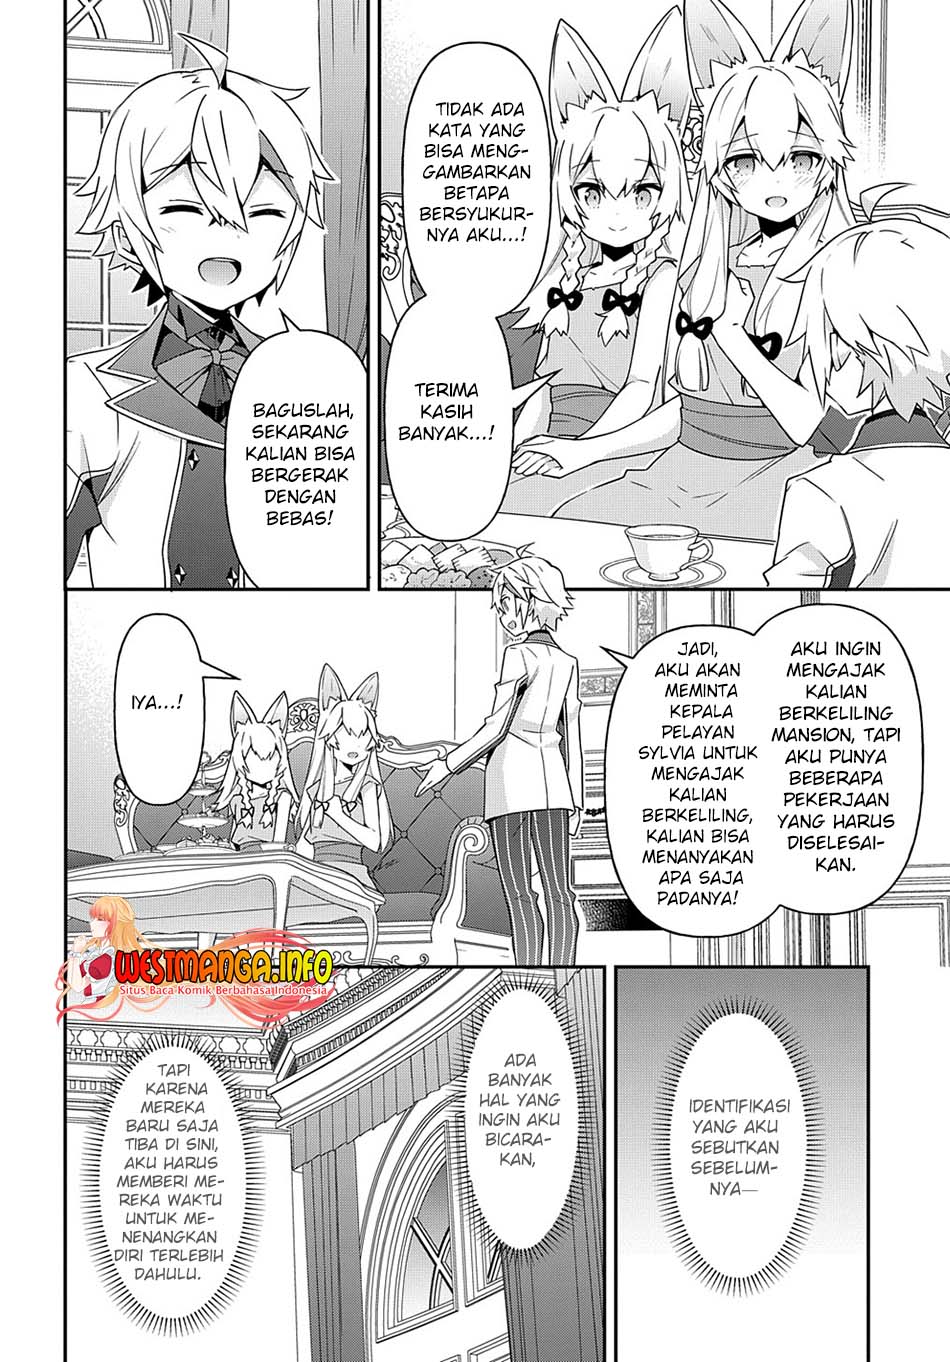 TIDAK ADA
KATA YANG
BISA MENG-
GAMBARKAN
BETAPA
BERSYUKUR-
NYA AKU...!
TERIMA
KASIH
BANYAK...!
BAGUSLAH,
SEKARANG
KALIAN BISA
BERGERAK
DENGAN
BEBAS!
AKU INGIN
MENGAJAK
KALIAN
BERKELILING
MANSION, TAPI
AKU PUNYA
BEBERAPA
PEKERJAAN
YANG HARUS
DISELESAI-
KAN.
JADI,
AKU AKAN
MEMINTA
KEPALA
PELAYAN
SYLVIA UNTUK
MENGAJAK
KALIAN
BERKELILING,
KALIAN BISA
MENANYAKAN
APA SAJA
PADANYA!
IYA...!
WESTMANGA.INFO
Situs Baca Komik Berbahasa Indonesia
IDENTIFIKASI
YANG AKU
SEBUTKAN
SEBELUM-
NYA—
ADA
BANYAK
HAL YANG
INGIN AKU
BICARA-
KAN,
TAPI
KARENA
MEREKA
BARU SAJA
TIBA DI SINI,
AKU HARUS
MEMBERI ME-
REKA WAKTU
UNTUK ME-
NENANGKAN
DIRI TERLEBIH
DAHULU.